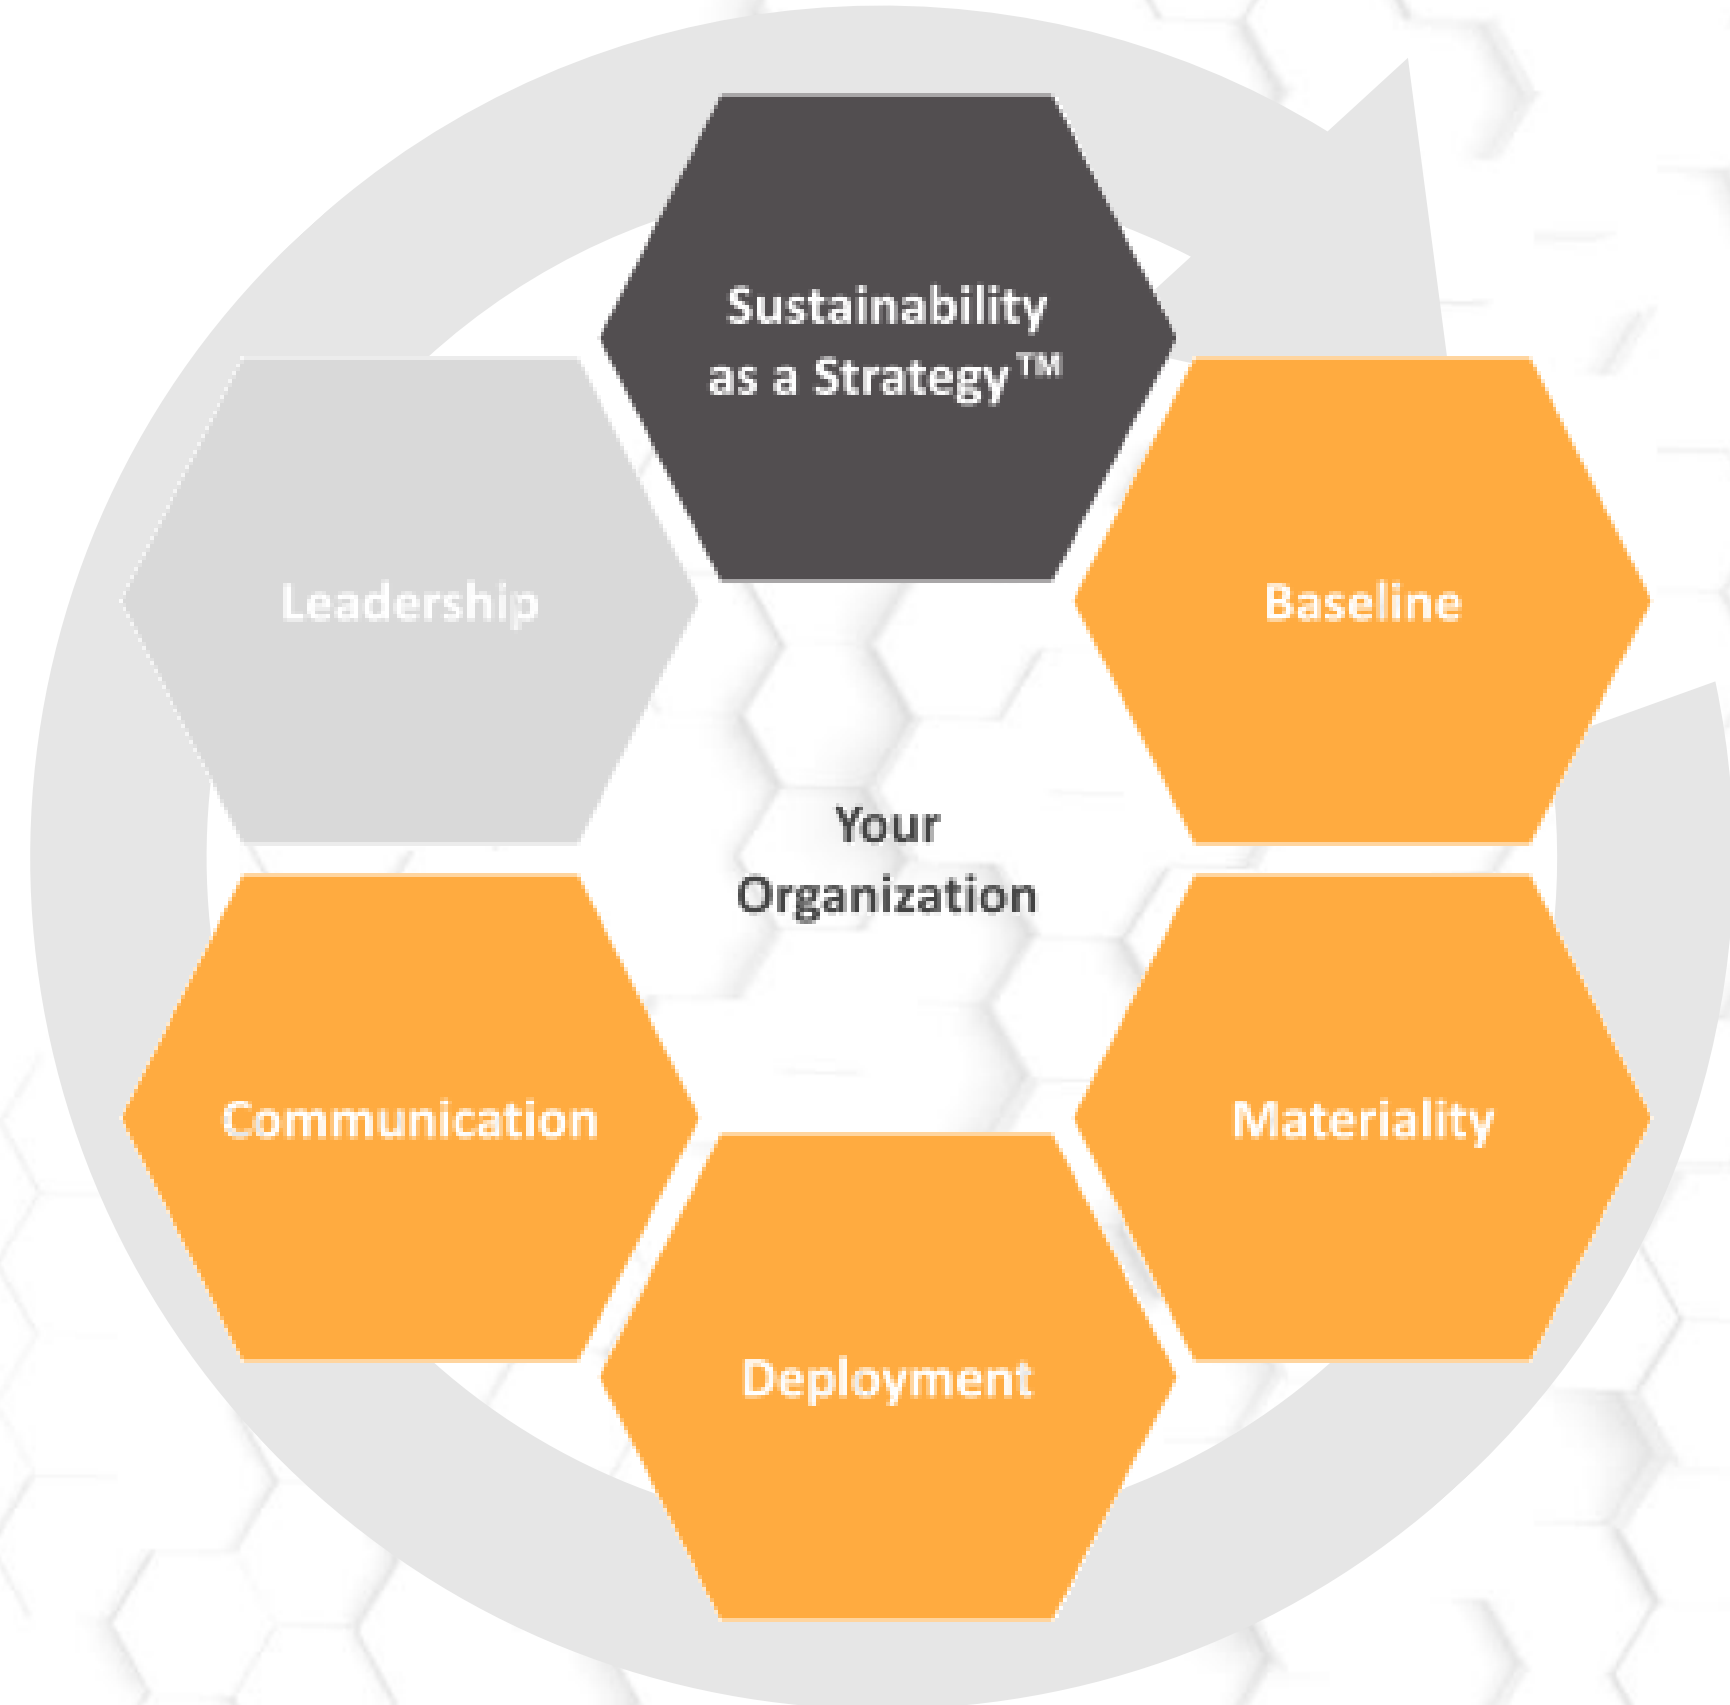 Sustainability
as a Strategy™
Leadership
Baseline
Your
Organization
Communication
Materiality
Deployment